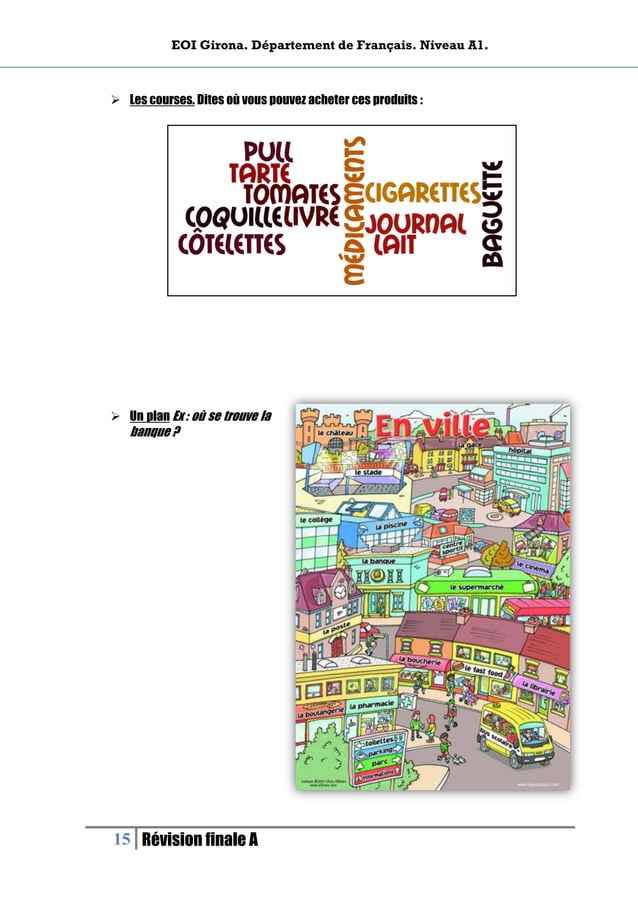 EOI Girona. Département de Français. Niveau A1.
➢ Les courses. Dites où vous pouvez acheter ces produits :
PULL
TARTE
TOMATES
COQUILLE
LIVRE
CÔTELETTES
MÉDICAMENTS
CIGARETTES
JOURNAL
LAIT
BAGUETTE
➢ Un plan Ex : où se trouve la
banque ?
En ville
le château
la gare
hôpital
le stade
le collège
la piscine
centre
sportif
la banque
le cinéma
le supermarché
la poste
la boucherie
le fast food
la librairie
la boulangerie
la pharmacie
bus scolaire
toilettes
parking
parc
informations
15 Révision finale A